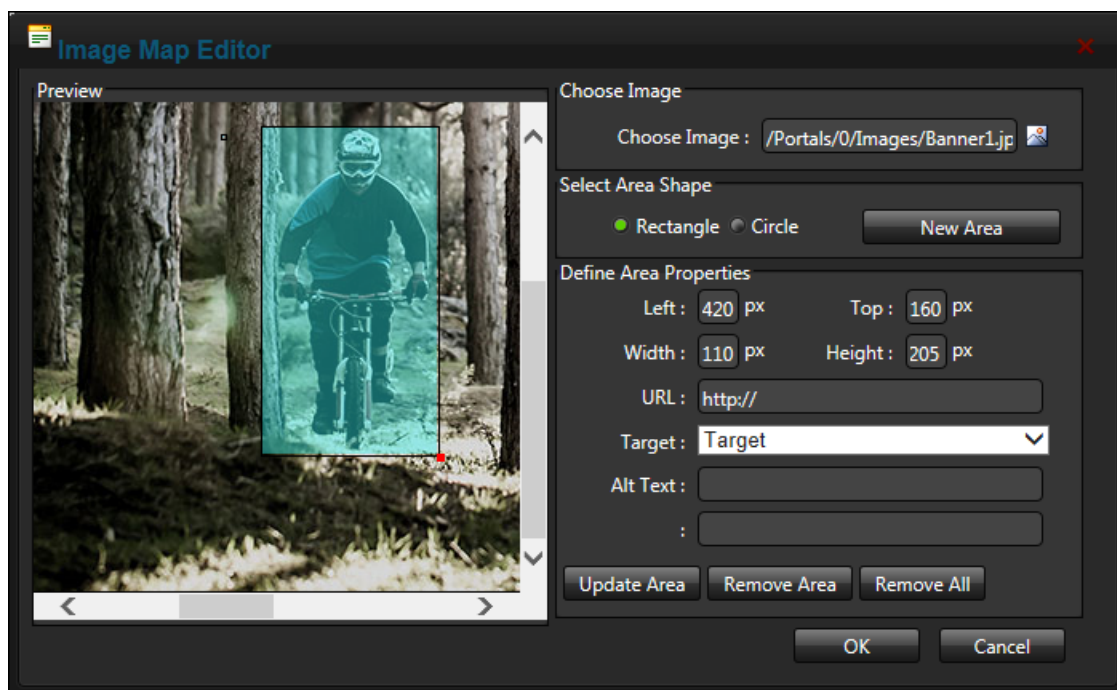 Image Map Editor
Preview
Choose Image
Choose Image : /Portals/0/Images/Banner1.jp
Select Area Shape
Rectangle Circle New Area
Define Area Properties
Left : 420 px Top : 160 px
Width : 110 px Height : 205 px
URL : http://
Target : Target
Alt Text :
:
Update Area Remove Area Remove All
OK Cancel